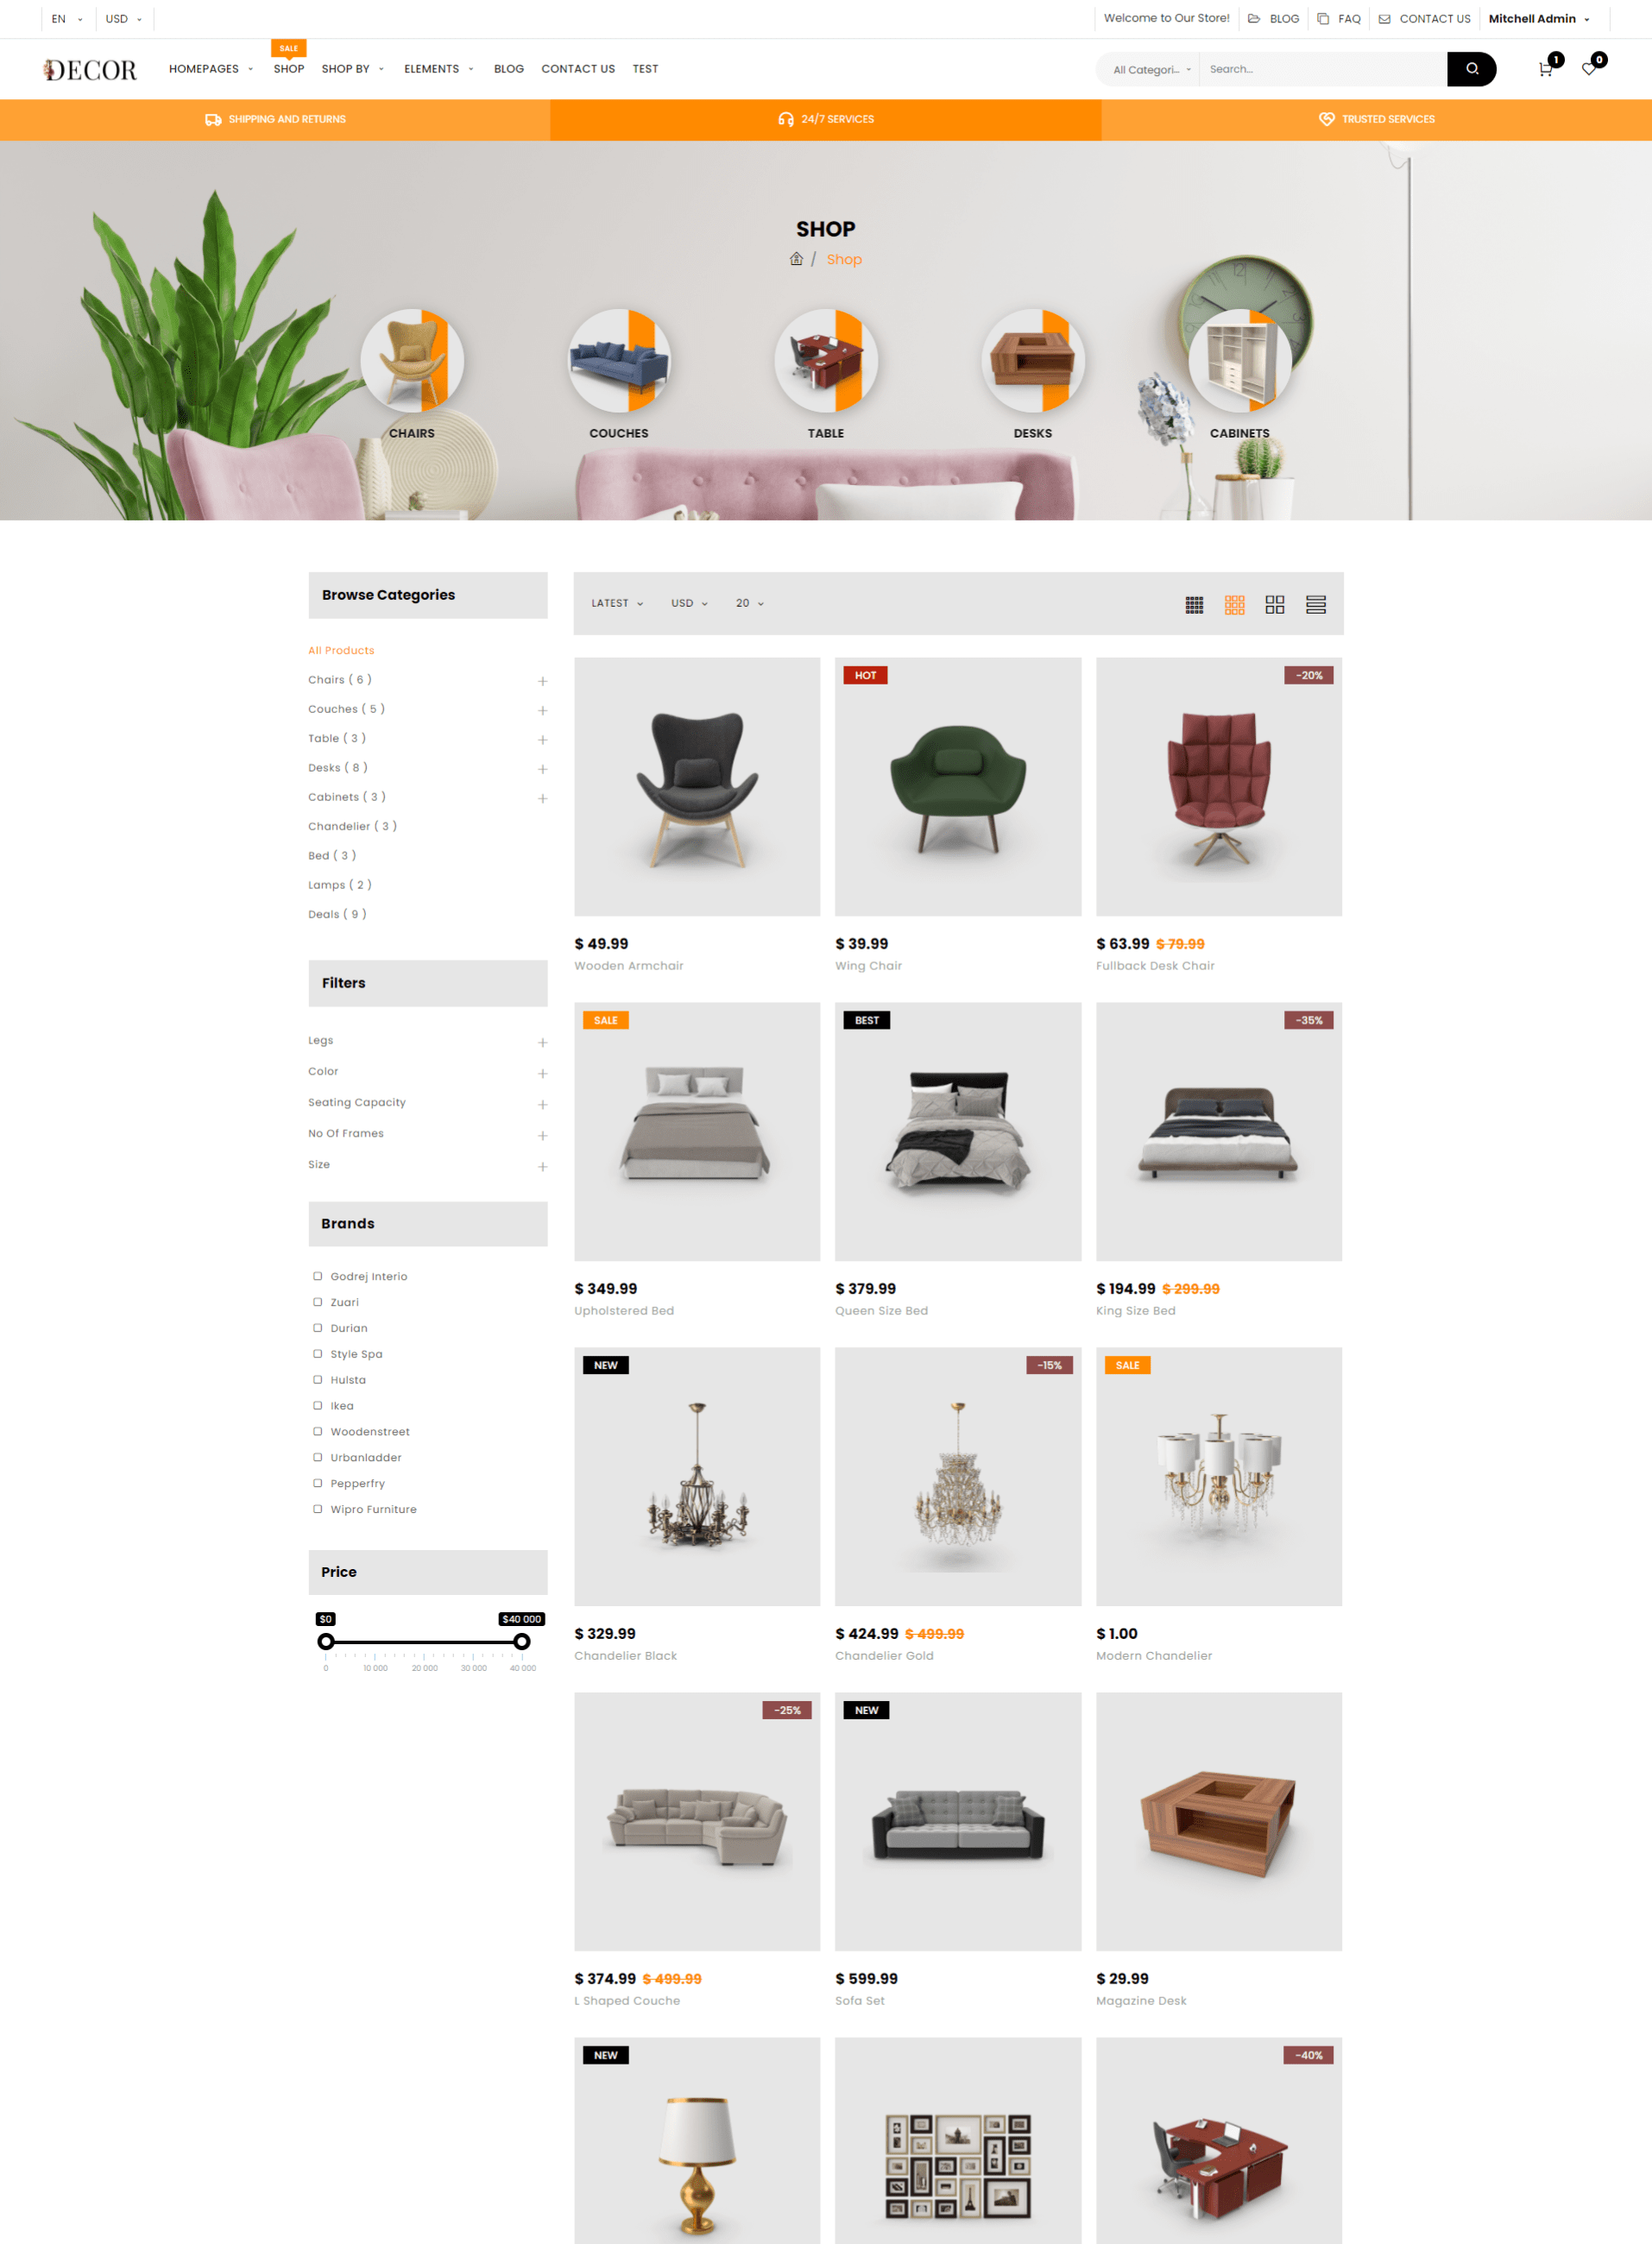 EN USD Welcome to Our Store! BLOG FAQ CONTACT US Mitchell Admin
SALE
DECOR HOMEPAGES SHOP SHOP BY ELEMENTS BLOG CONTACT US TEST All Categori... Search... 1 0
SHIPPING AND RETURNS 24/7 SERVICES TRUSTED SERVICES
SHOP
/ Shop
CHAIRS COUCHES TABLE DESKS CABINETS
Browse Categories
All Products
Chairs ( 6 )
Couches ( 5 )
Table ( 3 )
Desks ( 8 )
Cabinets ( 3 )
Chandelier ( 3 )
Bed ( 3 )
Lamps ( 2 )
Deals ( 9 )
Filters
Legs
Color
Seating Capacity
No Of Frames
Size
Brands
Godrej Interio
Zuari
Durian
Style Spa
Hulsta
Ikea
Woodenstreet
Urbanladder
Pepperfry
Wipro Furniture
Price
$0 $40 000
0 10 000 20 000 30 000 40 000
LATEST USD 20
HOT -20%
$ 49.99 $ 39.99 $ 63.99 $ 79.99
Wooden Armchair Wing Chair Fullback Desk Chair
SALE BEST -35%
$ 349.99 $ 379.99 $ 194.99 $ 299.99
Upholstered Bed Queen Size Bed King Size Bed
NEW -15% SALE
$ 329.99 $ 424.99 $ 499.99 $ 1.00
Chandelier Black Chandelier Gold Modern Chandelier
-25% NEW
$ 374.99 $ 499.99 $ 599.99 $ 29.99
L Shaped Couche Sofa Set Magazine Desk
NEW -40%